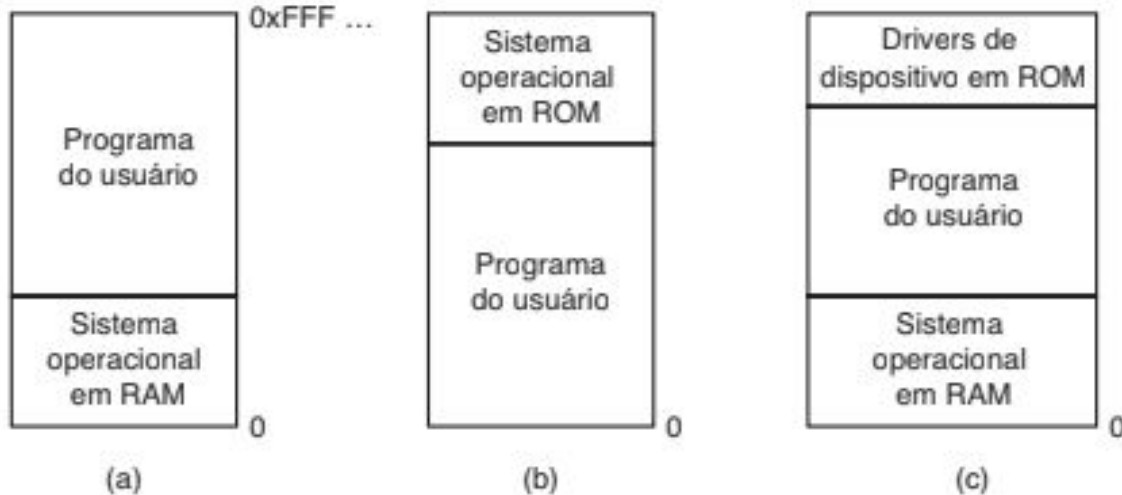 0xFFF ...
Programa
do usuário
Sistema
operacional
em RAM
0
(a)
Sistema
operacional
em ROM
Programa
do usuário
0
(b)
Drivers de
dispositivo em ROM
Programa
do usuário
Sistema
operacional
em RAM
0
(c)